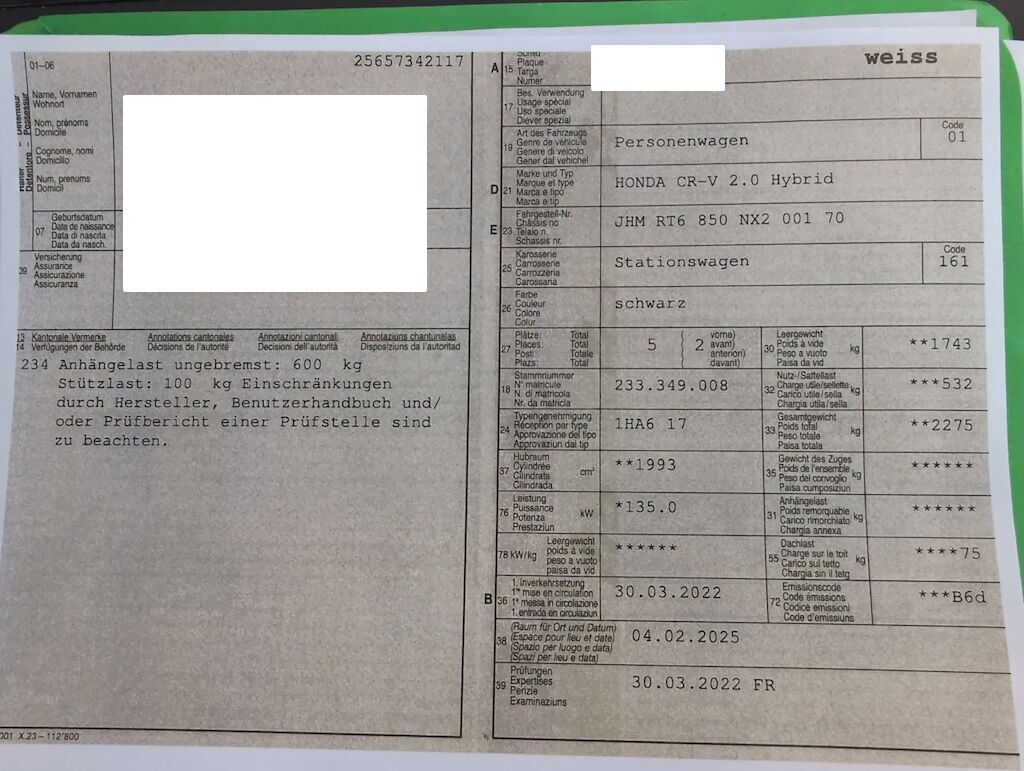 01–06
25657342117
Name, Vornamen
Wohnort
Nom, prénoms
Domicile
Cognome, nomi
Domicilio
Num, prenums
Domicil
Detenteur
Possessur
Detentore
07
Geburtsdatum
Date de naissance
Data di nascita
Data da nasch.
09
Versicherung
Assurance
Assicurazione
Assicuranza
13 Kantonale Vermerke Annotations cantonales Annotazioni cantonali Annotaziuns chantunalas
14 Verfügungen der Behörde Décisions de l'autorité Decisioni dell'autorità Disposiziuns da l'autoritad
234 Anhängelast ungebremst: 600 kg
Stützlast: 100 kg Einschränkungen
durch Hersteller, Benutzerhandbuch und/
oder Prüfbericht einer Prüfstelle sind
zu beachten.
001 X.23 – 112'800
A 15
Schild
Plaque
Targa
Numer
weiss
17
Bes. Verwendung
Usage spécial
Uso speciale
Diever spezial
19
Art des Fahrzeugs
Genre de véhicule
Genere di veicolo
Gener dal vehichel
Personenwagen
Code
01
D 21
Marke und Typ
Marque et type
Marca e tipo
Marca e tip
HONDA CR-V 2.0 Hybrid
E 23
Fahrgestell-Nr.
Châssis no
Telaio n.
Schassis nr.
JHM RT6 850 NX2 001 70
25
Karosserie
Carrosserie
Carrozzeria
Carossaria
Stationswagen
Code
161
26
Farbe
Couleur
Colore
Colur
schwarz
27
Plätze: Total
Places: Total
Posti: Totale
Plazs: Total
5
2
vorne)
avant)
anteriori)
davant)
30
Leergewicht
Poids à vide
Peso a vuoto
Paisa da vid
kg
**1743
18
Stammnummer
N° matricule
N. di matricola
Nr. da matricla
233.349.008
32
Nutz-/Sattellast
Charge utile/sellette
Carico utile/sella
Chargia utila/sella
kg
***532
24
Typengenehmigung
Réception par type
Approvazione del tipo
Approvaziun dal tip
1HA6 17
33
Gesamtgewicht
Poids total
Peso totale
Paisa totala
kg
**2275
37
Hubraum
Cylindrée
Cilindrata
Cilindrada
cm³
**1993
35
Gewicht des Zuges
Poids de l'ensemble
Peso del convoglio
Paisa cumposiziun
kg
******
76
Leistung
Puissance
Potenza
Prestaziun
kW
*135.0
31
Anhängelast
Poids remorquable
Carico rimorchiato
Chargia annexa
kg
******
78 kW/kg
Leergewicht
poids à vide
peso a vuoto
paisa da vid
******
55
Dachlast
Charge sur le toit
Carico sul tetto
Chargia sin il tetg
kg
****75
B 36
1. Inverkehrsetzung
1re mise en circulation
1a messa in circolazione
1. entrada en circulaziun
30.03.2022
72
Emissionscode
Code émissions
Codice emissioni
Code d'emissiuns
***B6d
38
(Raum für Ort und Datum)
(Espace pour lieu et date)
(Spazio per luogo e data)
(Spazi per lieu e data)
04.02.2025
39
Prüfungen
Expertises
Perizie
Examinaziuns
30.03.2022 FR